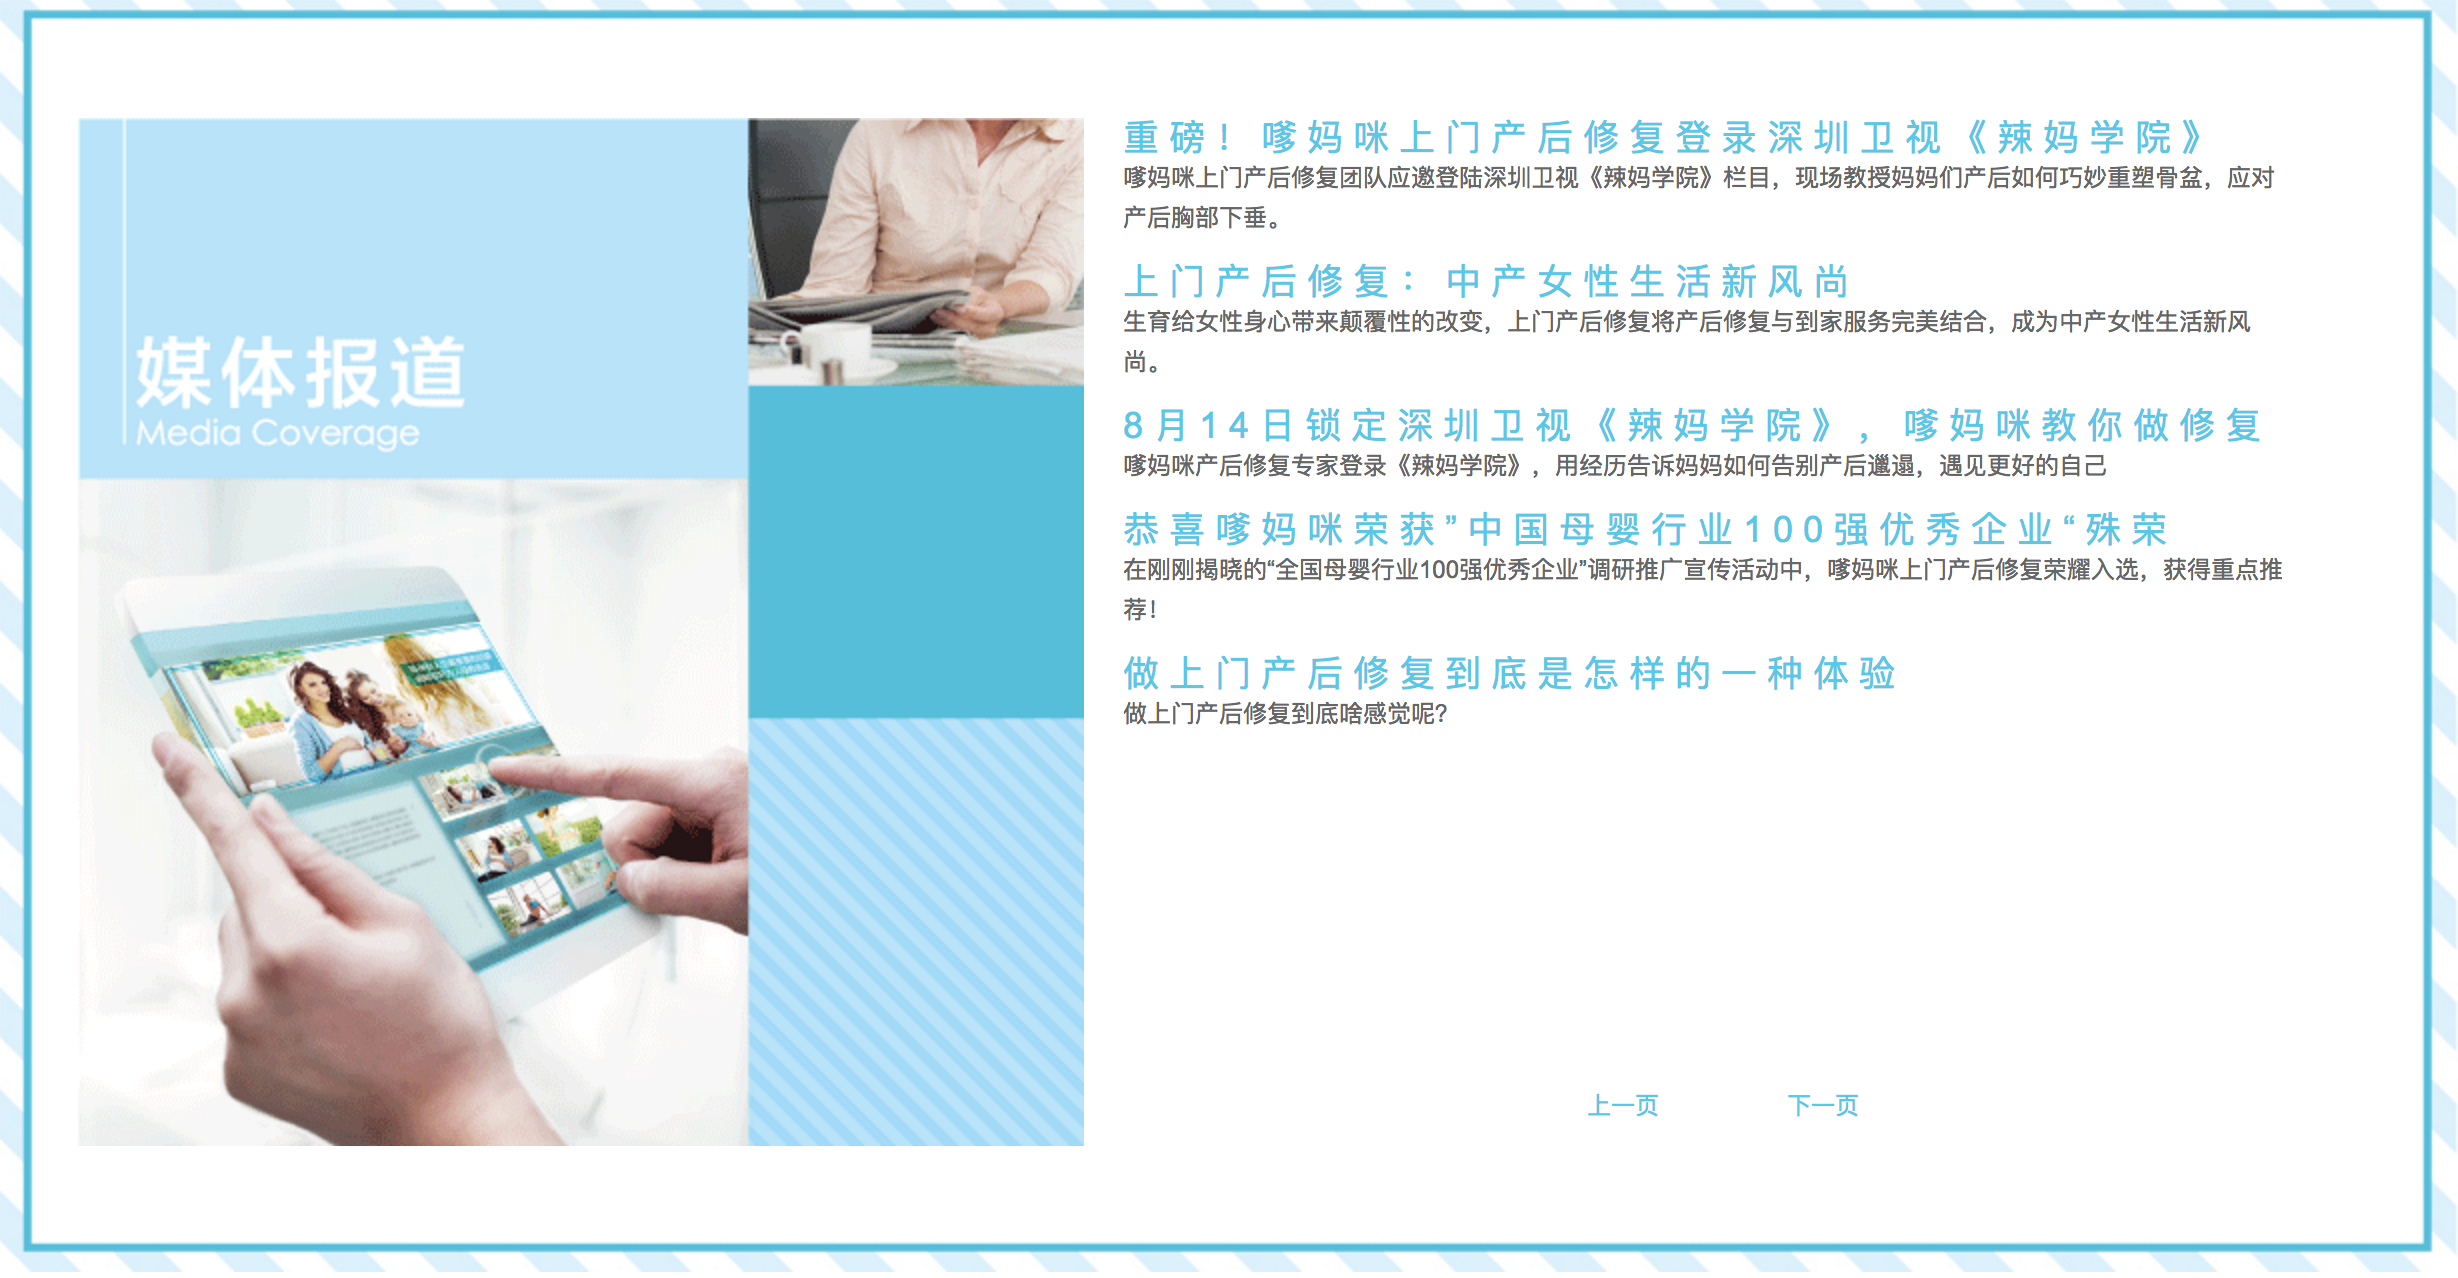 媒体报道
Media Coverage
重磅！嗲妈咪上门产后修复登录深圳卫视《辣妈学院》
嗲妈咪上门产后修复团队应邀登陆深圳卫视《辣妈学院》栏目，现场教授妈妈们产后如何巧妙重塑骨盆，应对
产后胸部下垂。
上门产后修复：中产女性生活新风尚
生育给女性身心带来颠覆性的改变，上门产后修复将产后修复与到家服务完美结合，成为中产女性生活新风
尚。
8月14日锁定深圳卫视《辣妈学院》，嗲妈咪教你做修复
嗲妈咪产后修复专家登录《辣妈学院》，用经历告诉妈妈如何告别产后邋遢，遇见更好的自己
恭喜嗲妈咪荣获”中国母婴行业100强优秀企业“殊荣
在刚刚揭晓的“全国母婴行业100强优秀企业”调研推广宣传活动中，嗲妈咪上门产后修复荣耀入选，获得重点推
荐！
做上门产后修复到底是怎样的一种体验
做上门产后修复到底啥感觉呢？
上一页 下一页